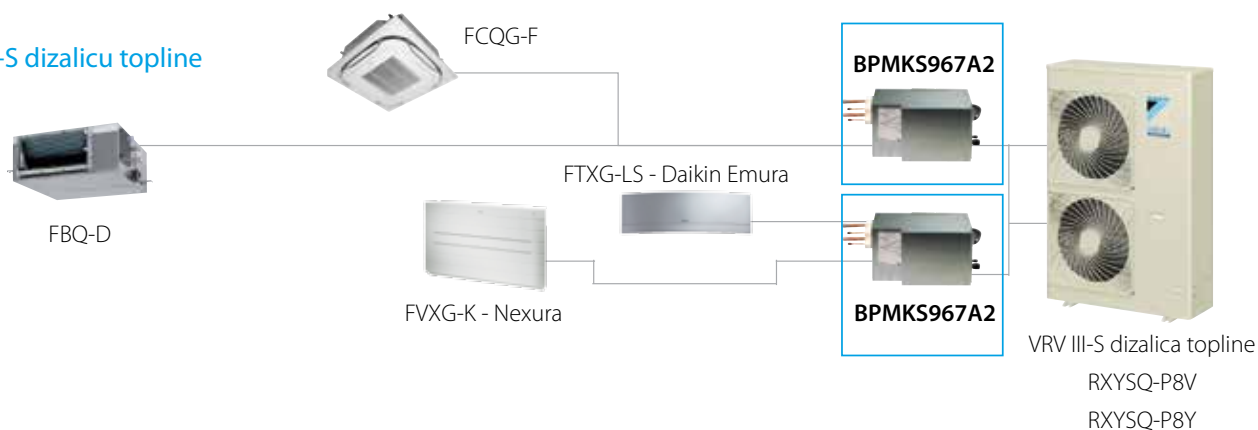 -S dizalicu topline
FCQG-F
BPMKS967A2
FBQ-D
FTXG-LS - Daikin Emura
FVXG-K - Nexura
BPMKS967A2
VRV III-S dizalica topline
RXYSQ-P8V
RXYSQ-P8Y